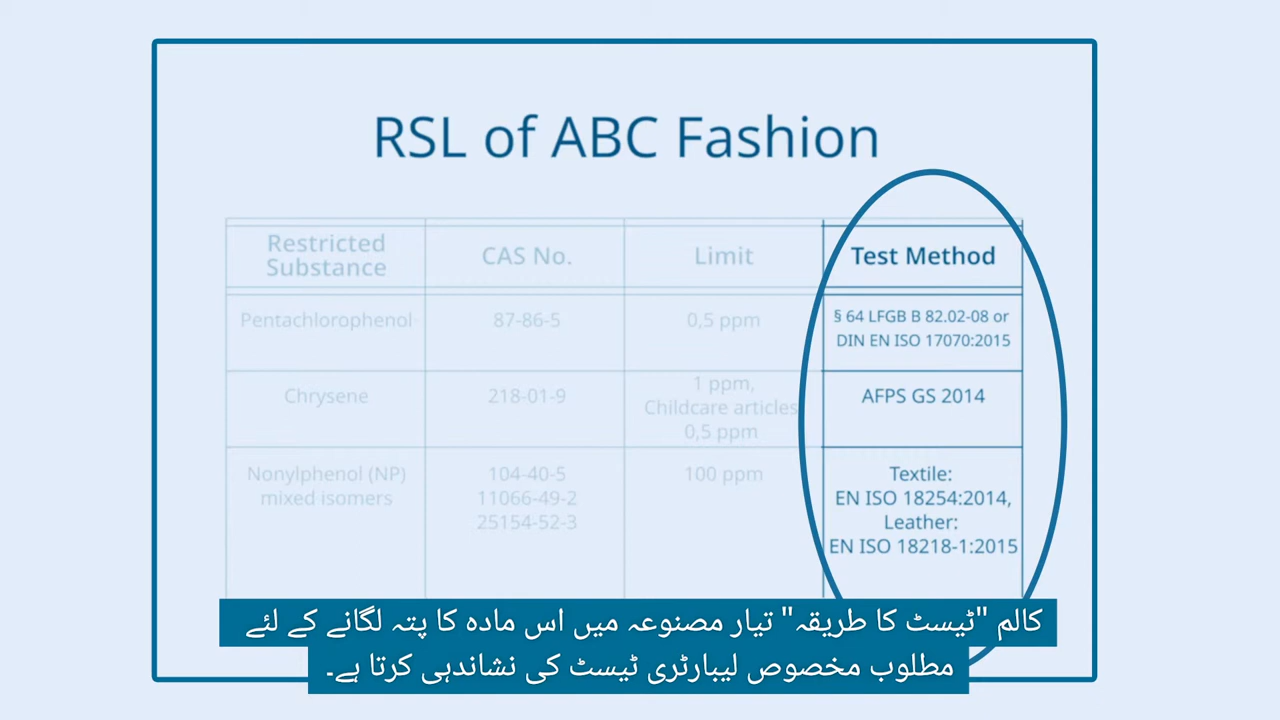 RSL of ABC Fashion
Restricted
Substance
CAS No.
Limit
Test Method
Pentachlorophenol
87-86-5
0,5 ppm
§ 64 LFGB B 82.02-08 or
DIN EN ISO 17070:2015
Chrysene
218-01-9
1 ppm,
Childcare articles
0,5 ppm
AFPS GS 2014
Nonylphenol (NP)
mixed isomers
104-40-5
11066-49-2
25154-52-3
100 ppm
Textile:
EN ISO 18254:2014,
Leather:
EN ISO 18218-1:2015
کالم "ٹیسٹ کا طریقہ" تیار مصنوعہ میں اس مادہ کا پتہ لگانے کے لئے
مطلوب مخصوص لیبارٹری ٹیسٹ کی نشاندہی کرتا ہے۔